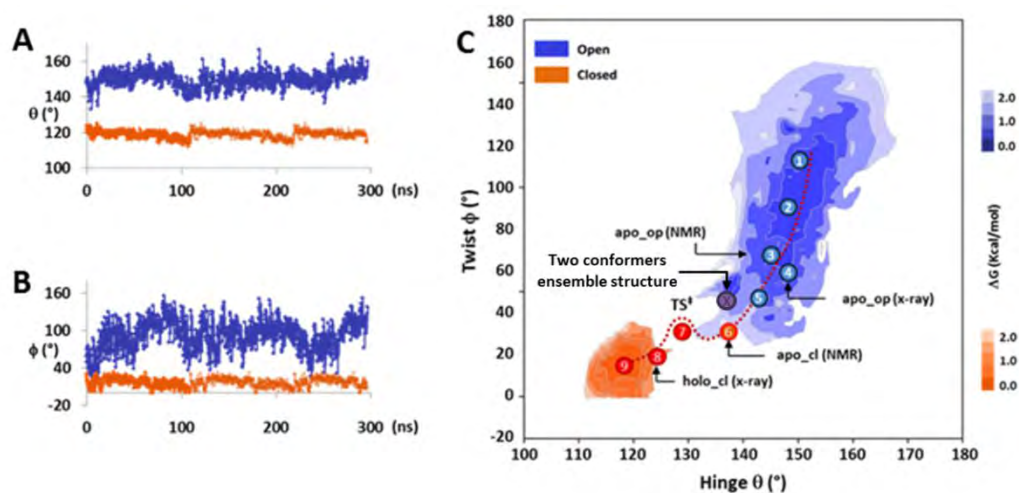 A
160
140
θ (°)
120
100
0
100
200
300
(ns)
B
160
100
ϕ (°)
40
-20
0
100
200
300
(ns)
C
Open
Closed
180
160
140
120
100
80
60
40
20
0
-20
Twist ϕ (°)
100
110
120
130
140
150
160
170
180
Hinge θ (°)
1
2
apo_op (NMR)
3
Two conformers
ensemble structure
4
apo_op (x-ray)
X
5
TS‡
7
6
apo_cl (NMR)
8
9
holo_cl (x-ray)
2.0
1.0
0.0
ΔG (Kcal/mol)
2.0
1.0
0.0